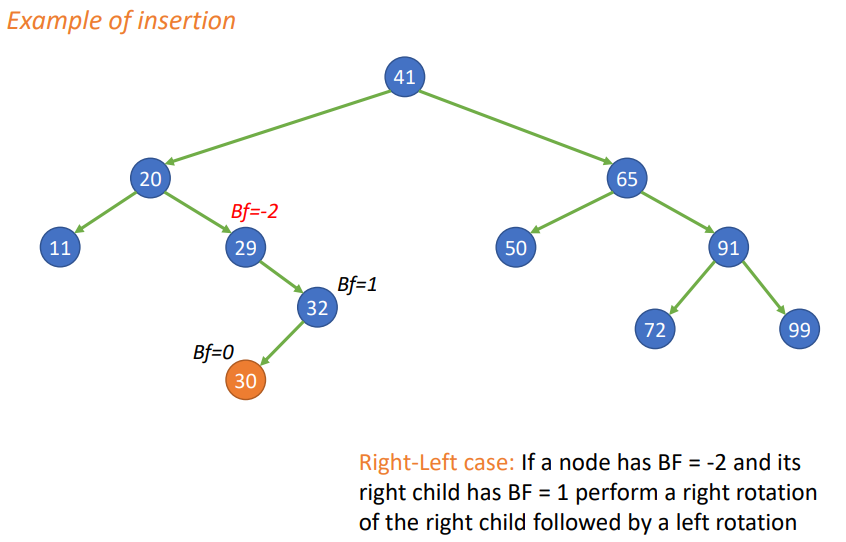 Example of insertion
41
20
65
Bf=-2
11
29
50
91
Bf=1
32
72
99
Bf=0
30
Right-Left case: If a node has BF = -2 and its
right child has BF = 1 perform a right rotation
of the right child followed by a left rotation